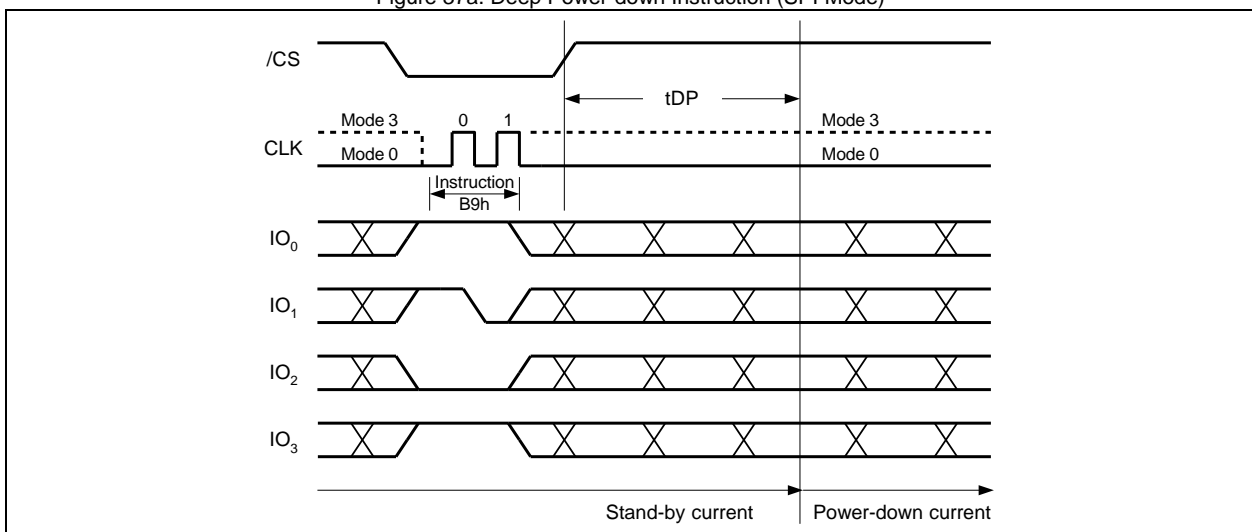 Figure 37a. Deep Power-down Instruction (SPI Mode)
/CS
tDP
Mode 3 0 1 Mode 3
CLK
Mode 0 Mode 0
Instruction
B9h
IO0
IO1
IO2
IO3
Stand-by current Power-down current